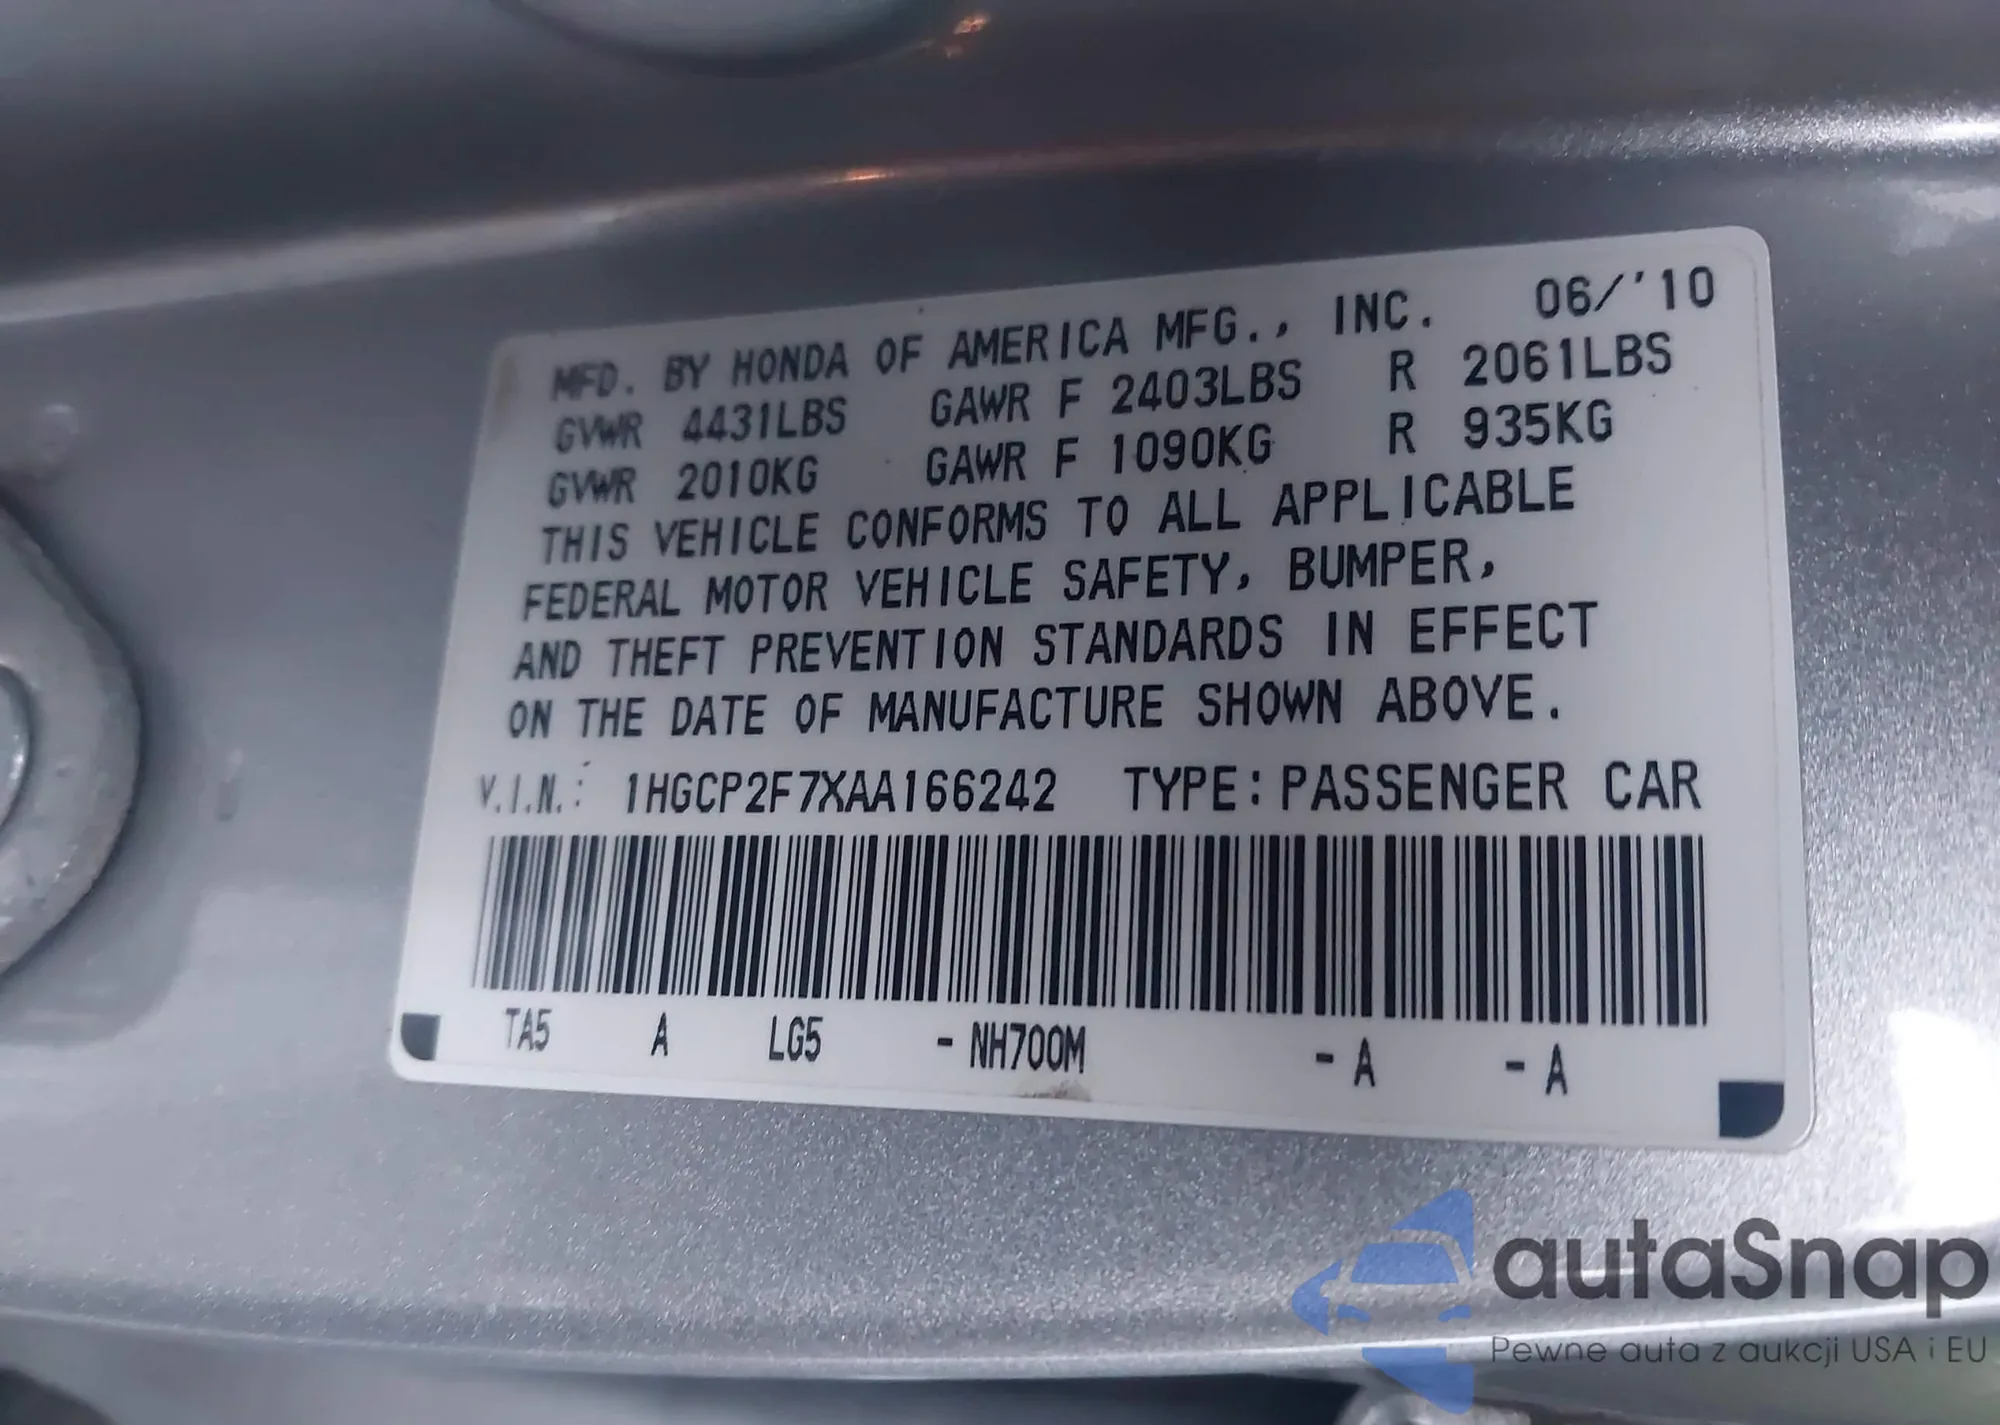 MFD. BY HONDA OF AMERICA MFG., INC. 06/'10
GVWR 4431LBS GAWR F 2403LBS R 2061LBS
GVWR 2010KG GAWR F 1090KG R 935KG
THIS VEHICLE CONFORMS TO ALL APPLICABLE
FEDERAL MOTOR VEHICLE SAFETY, BUMPER,
AND THEFT PREVENTION STANDARDS IN EFFECT
ON THE DATE OF MANUFACTURE SHOWN ABOVE.
V.I.N.: 1HGCP2F7XAA166242 TYPE: PASSENGER CAR
TA5 A LG5 - NH700M - A - A
autaSnap
Pewne auta z aukcji USA i EU